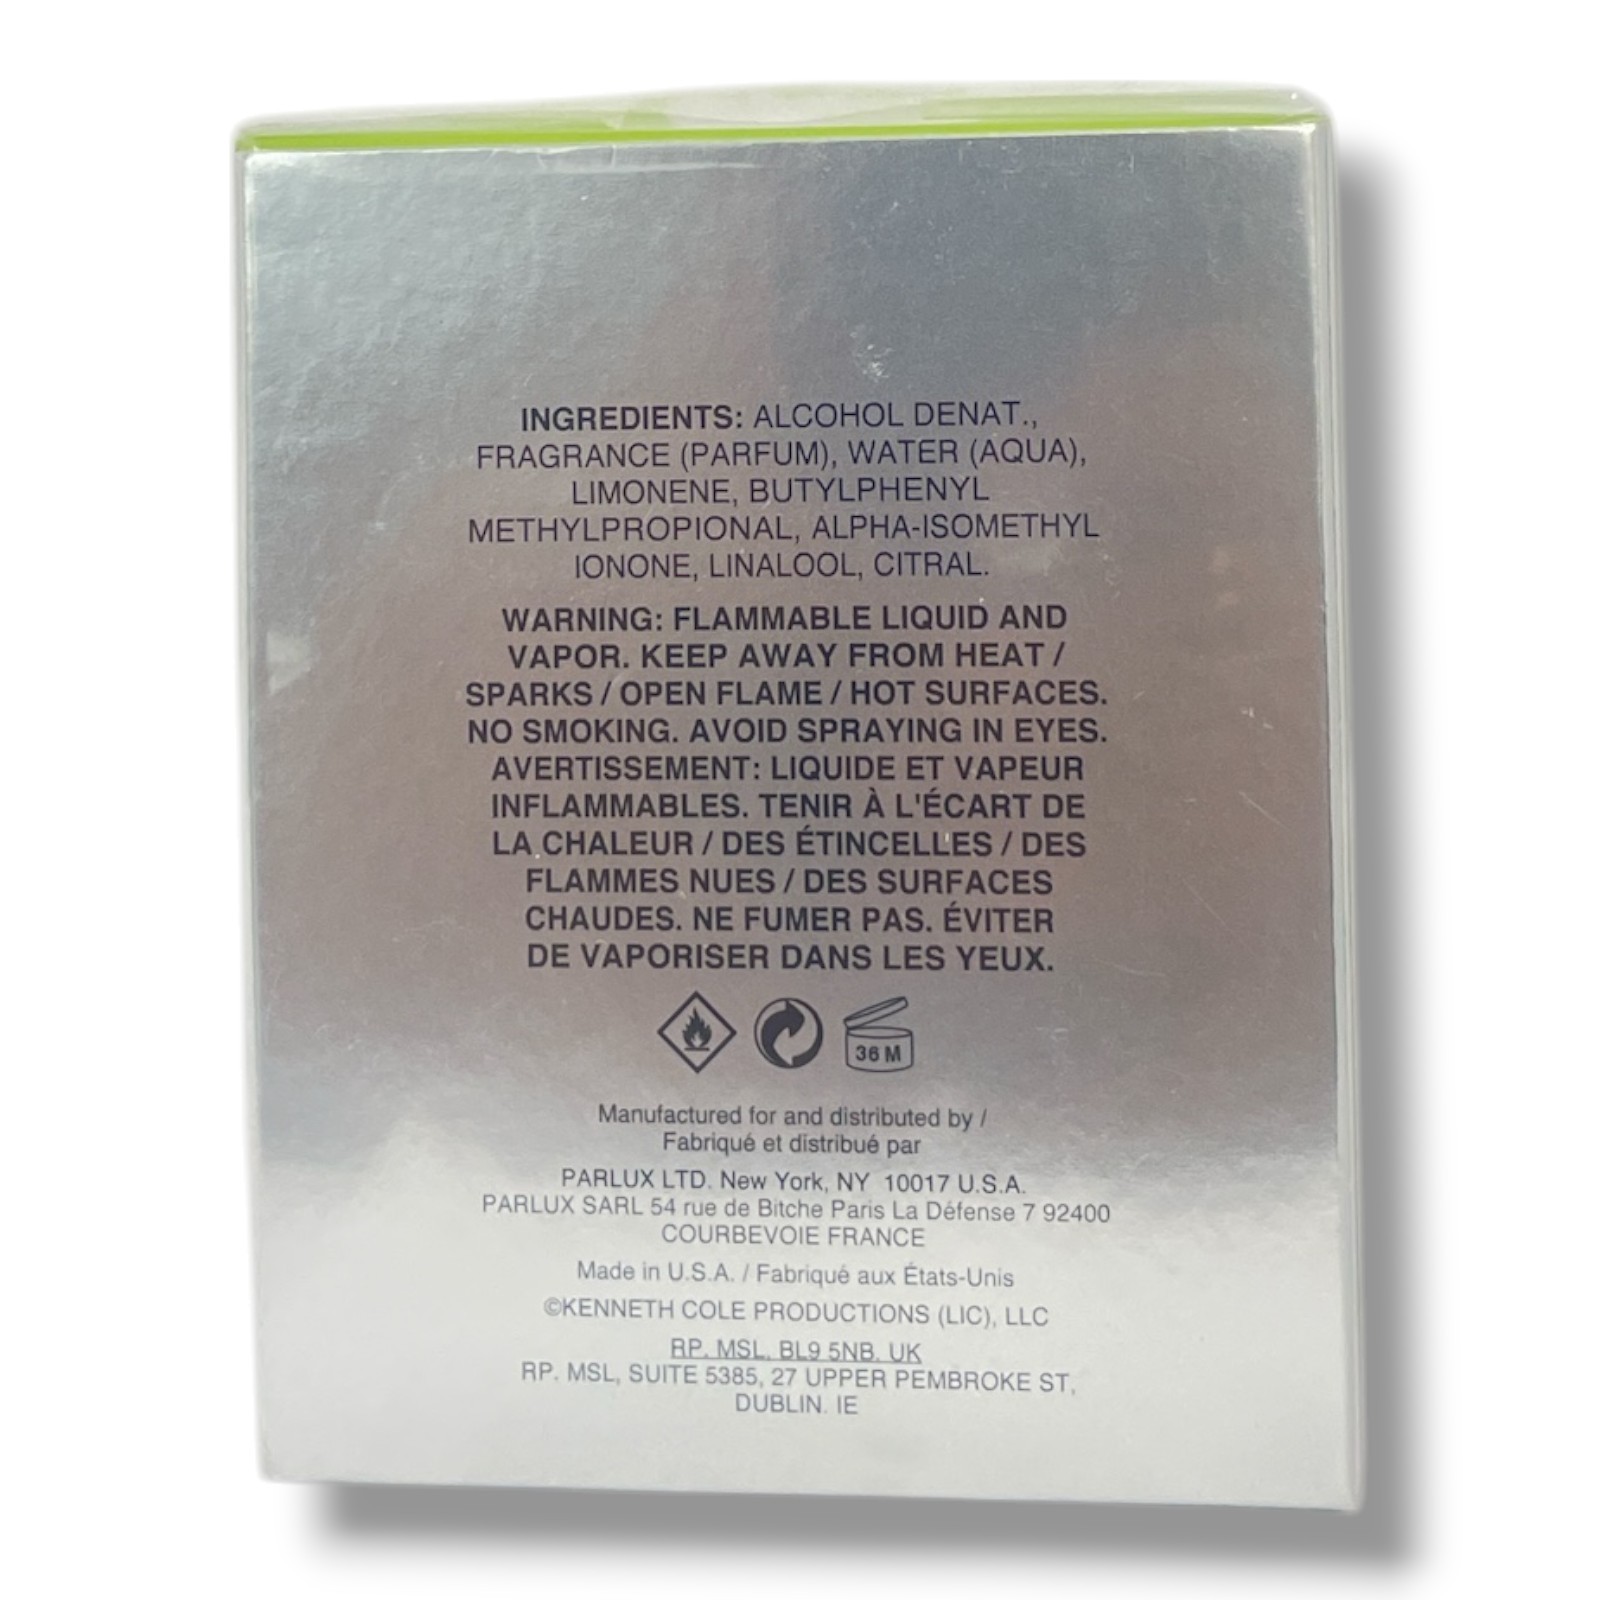 INGREDIENTS: ALCOHOL DENAT.,
FRAGRANCE (PARFUM), WATER (AQUA),
LIMONENE, BUTYLPHENYL
METHYLPROPIONAL, ALPHA-ISOMETHYL
IONONE, LINALOOL, CITRAL.
WARNING: FLAMMABLE LIQUID AND
VAPOR. KEEP AWAY FROM HEAT /
SPARKS / OPEN FLAME / HOT SURFACES.
NO SMOKING. AVOID SPRAYING IN EYES.
AVERTISSEMENT: LIQUIDE ET VAPEUR
INFLAMMABLES. TENIR À L'ÉCART DE
LA CHALEUR / DES ÉTINCELLES / DES
FLAMMES NUES / DES SURFACES
CHAUDES. NE FUMER PAS. ÉVITER
DE VAPORISER DANS LES YEUX.
36 M
Manufactured for and distributed by /
Fabriqué et distribué par
PARLUX LTD. New York, NY 10017 U.S.A.
PARLUX SARL 54 rue de Bitche Paris La Défense 7 92400
COURBEVOIE FRANCE
Made in U.S.A. / Fabriqué aux États-Unis
©KENNETH COLE PRODUCTIONS (LIC), LLC
RP. MSL. BL9 5NB. UK
RP. MSL, SUITE 5385, 27 UPPER PEMBROKE ST,
DUBLIN. IE